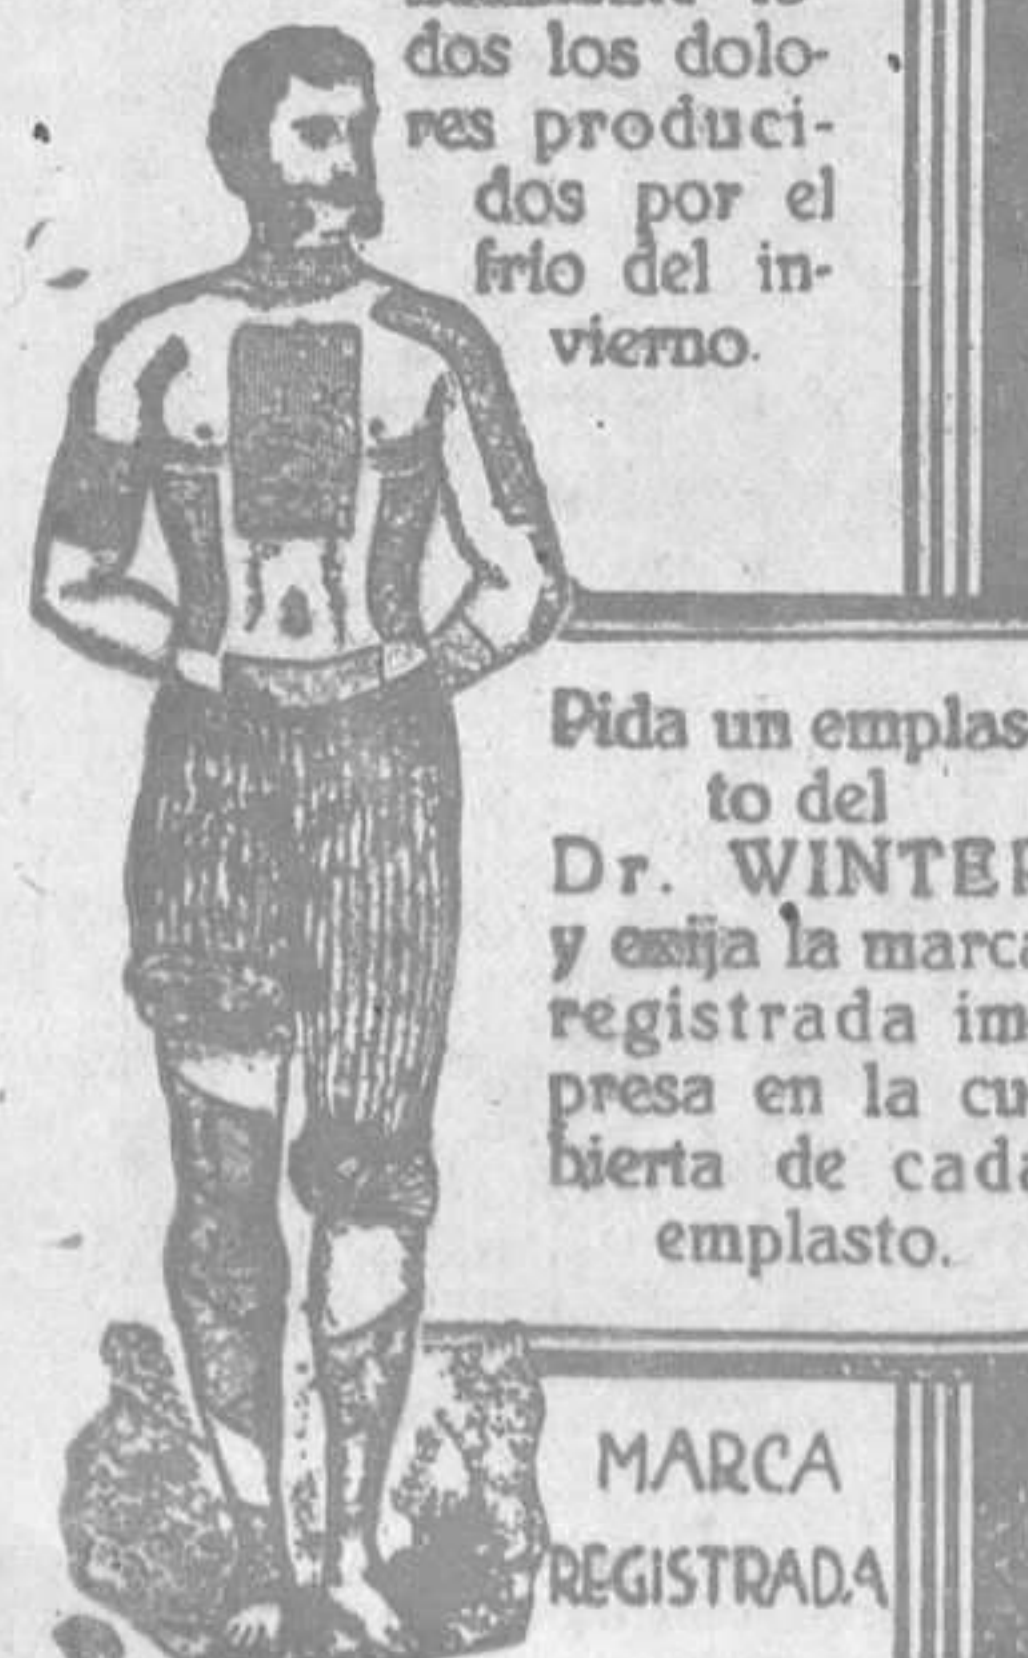 dos los dolo-
res produci-
dos por el
frio del in-
vierno.
Pida un emplas
to del
Dr. WINTER
y exija la marca
registrada im
presa en la cu
bierta de cada
emplasto.
MARCA
REGISTRADA